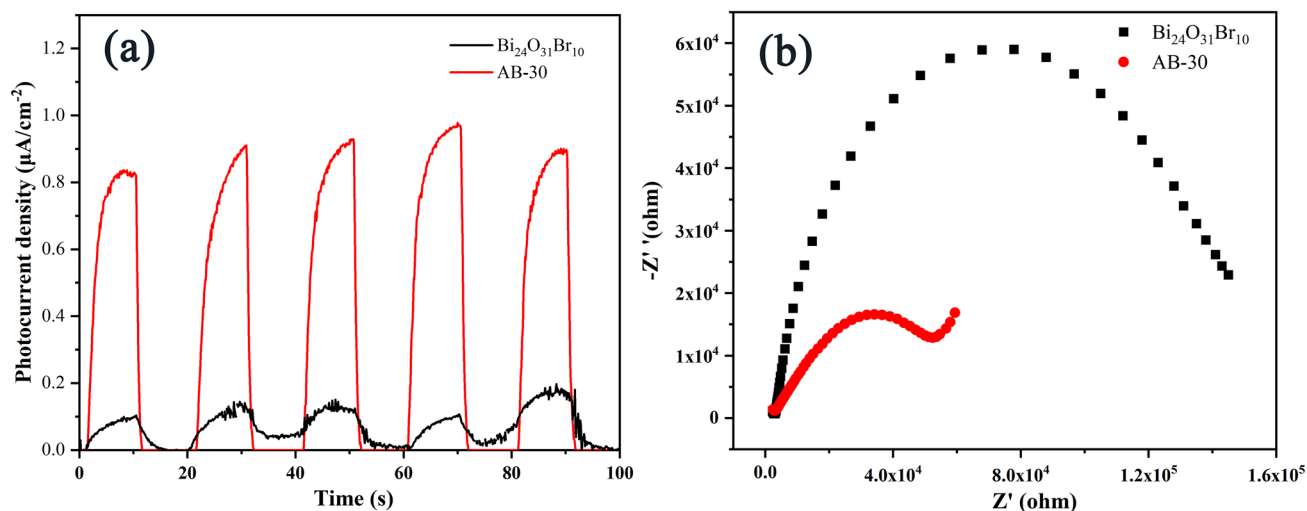 (a)
Bi₂₄O₃₁Br₁₀
AB-30
Photocurrent density (μA/cm⁻²)
1.2
1.0
0.8
0.6
0.4
0.2
0.0
0 20 40 60 80 100
Time (s)
(b)
Bi₂₄O₃₁Br₁₀
AB-30
-Z' '(ohm)
6x10⁴
5x10⁴
4x10⁴
3x10⁴
2x10⁴
1x10⁴
0
0.0 4.0x10⁴ 8.0x10⁴ 1.2x10⁵ 1.6x10⁵
Z' (ohm)